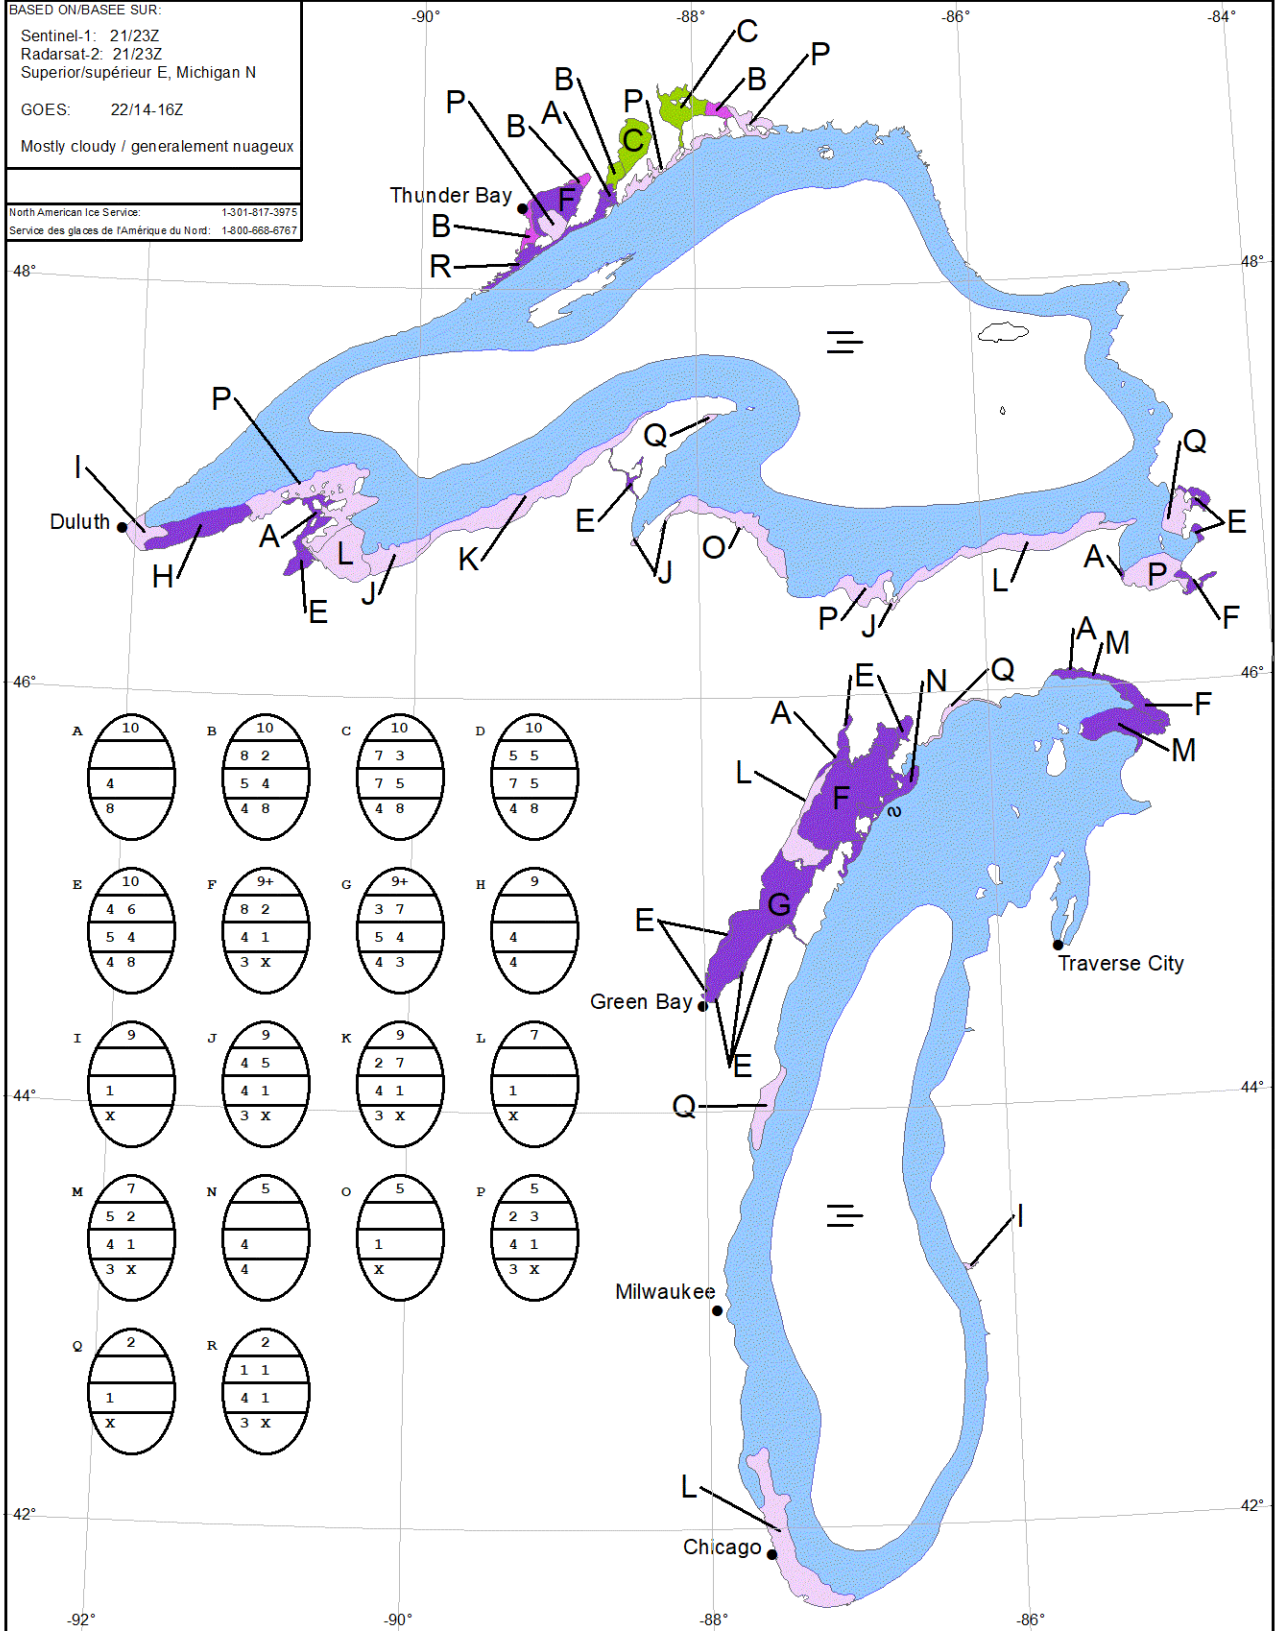 BASED ON/BASEE SUR:
Sentinel-1: 21/23Z
Radarsat-2: 21/23Z
Superior/supérieur E, Michigan N
GOES: 22/14-16Z
Mostly cloudy / generalement nuageux
North American Ice Service: 1-301-817-3975
Service des glaces de l'Amérique du Nord: 1-800-668-6767
-90° -88° -86° -84°
C
P
B B
P A P
B
C
Thunder Bay F
B
R
48° 48°
P
Q Q
I
Duluth E E
A
H L K O A P
J J L
E P J F
A M
46° 46°
E N Q
A F
M
L F
G
E
Green Bay
Traverse City
E
44° 44°
Q
I
Milwaukee
L
Chicago
42° 42°
-92° -90° -88° -86°
A 10 B 10 C 10 D 10
8 2 7 3 5 5
4 5 4 7 5 7 5
8 4 8 4 8 4 8
E 10 F 9+ G 9+ H 9
4 6 8 2 3 7
5 4 4 1 5 4 4
4 8 3 X 4 3 4
I 9 J 9 K 9 L 7
4 5 2 7
1 4 1 4 1 1
X 3 X 3 X X
M 7 N 5 O 5 P 5
5 2 2 3
4 1 4 1 4 1
3 X 4 X 3 X
Q 2 R 2
1 1
1 4 1
X 3 X